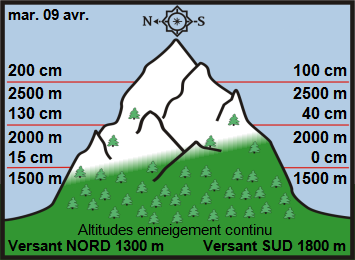 mar. 09 avr.
N S
200 cm 100 cm
2500 m 2500 m
130 cm 40 cm
2000 m 2000 m
15 cm 0 cm
1500 m 1500 m
Altitudes enneigement continu
Versant NORD 1300 m Versant SUD 1800 m